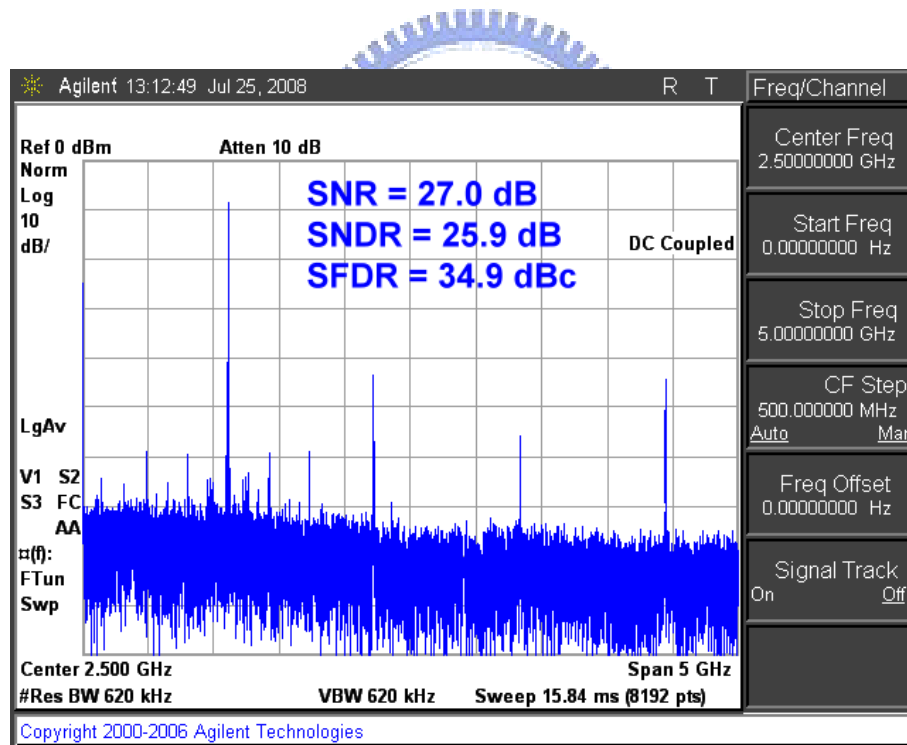 Agilent 13:12:49 Jul 25, 2008 R T
Ref 0 dBm Atten 10 dB
Norm
Log
10
dB/
SNR = 27.0 dB
SNDR = 25.9 dB
SFDR = 34.9 dBc
DC Coupled
LgAv
V1 S2
S3 FC
AA
¤(f):
FTun
Swp
Center 2.500 GHz Span 5 GHz
#Res BW 620 kHz VBW 620 kHz Sweep 15.84 ms (8192 pts)
Copyright 2000-2006 Agilent Technologies
Freq/Channel
Center Freq
2.50000000 GHz
Start Freq
0.00000000 Hz
Stop Freq
5.00000000 GHz
CF Step
500.000000 MHz
Auto Man
Freq Offset
0.00000000 Hz
Signal Track
On Off